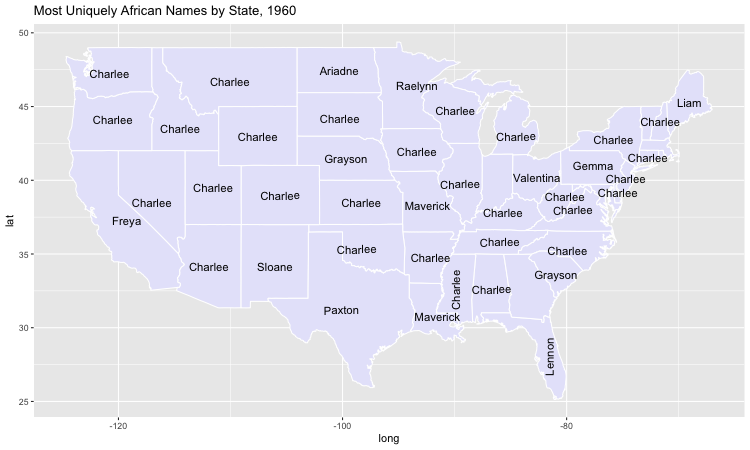 Most Uniquely African Names by State, 1960
50
45
40
35
30
25
lat
Charlee
Charlee
Ariadne
Raelynn
Liam
Charlee
Charlee
Charlee
Charlee
Charlee
Charlee
Charlee
Charlee
Grayson
Charlee
Charlee
Gemma
Valentina
Charlee
Charlee
Charlee
Charlee
Charlee
Charlee
Charlee
Charlee
Charlee
Maverick
Charlee
Charlee
Freya
Charlee
Charlee
Charlee
Charlee
Charlee
Sloane
Grayson
Charlee
Charlee
Paxton
Maverick
Lennon
-120
-100
-80
long